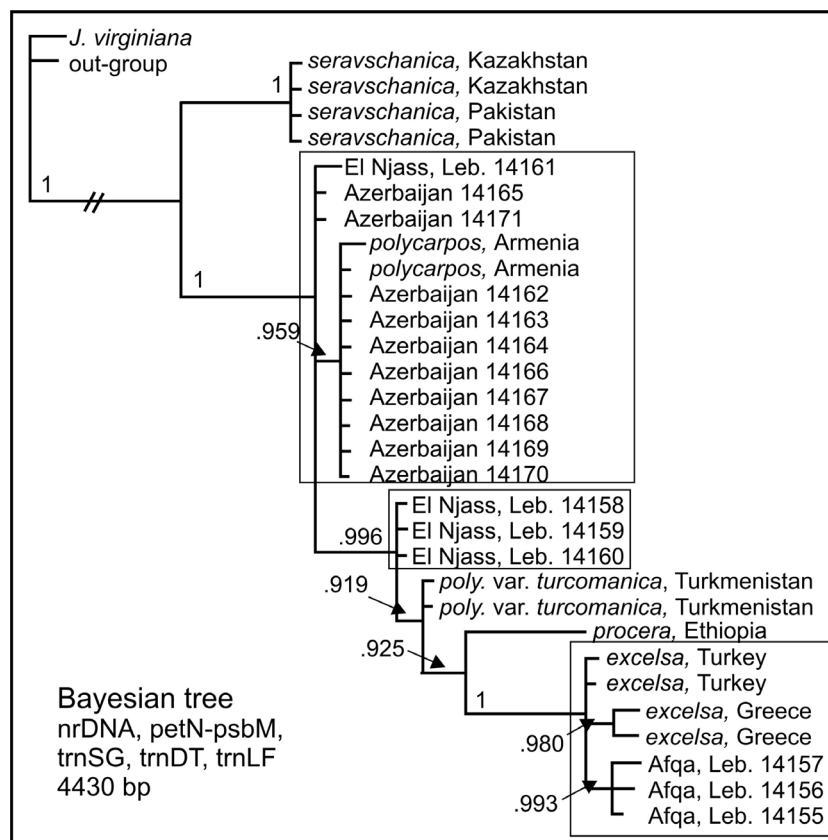 J. virginiana
out-group
1
seravschanica, Kazakhstan
seravschanica, Kazakhstan
seravschanica, Pakistan
seravschanica, Pakistan
1
El Njass, Leb. 14161
Azerbaijan 14165
Azerbaijan 14171
polycarpos, Armenia
polycarpos, Armenia
1
Azerbaijan 14162
Azerbaijan 14163
.959
Azerbaijan 14164
Azerbaijan 14166
Azerbaijan 14167
Azerbaijan 14168
Azerbaijan 14169
Azerbaijan 14170
El Njass, Leb. 14158
El Njass, Leb. 14159
El Njass, Leb. 14160
.996
poly. var. turcomanica, Turkmenistan
poly. var. turcomanica, Turkmenistan
.919
procera, Ethiopia
.925
excelsa, Turkey
excelsa, Turkey
1
excelsa, Greece
excelsa, Greece
.980
Afqa, Leb. 14157
Afqa, Leb. 14156
Afqa, Leb. 14155
.993
Bayesian tree
nrDNA, petN-psbM,
trnSG, trnDT, trnLF
4430 bp